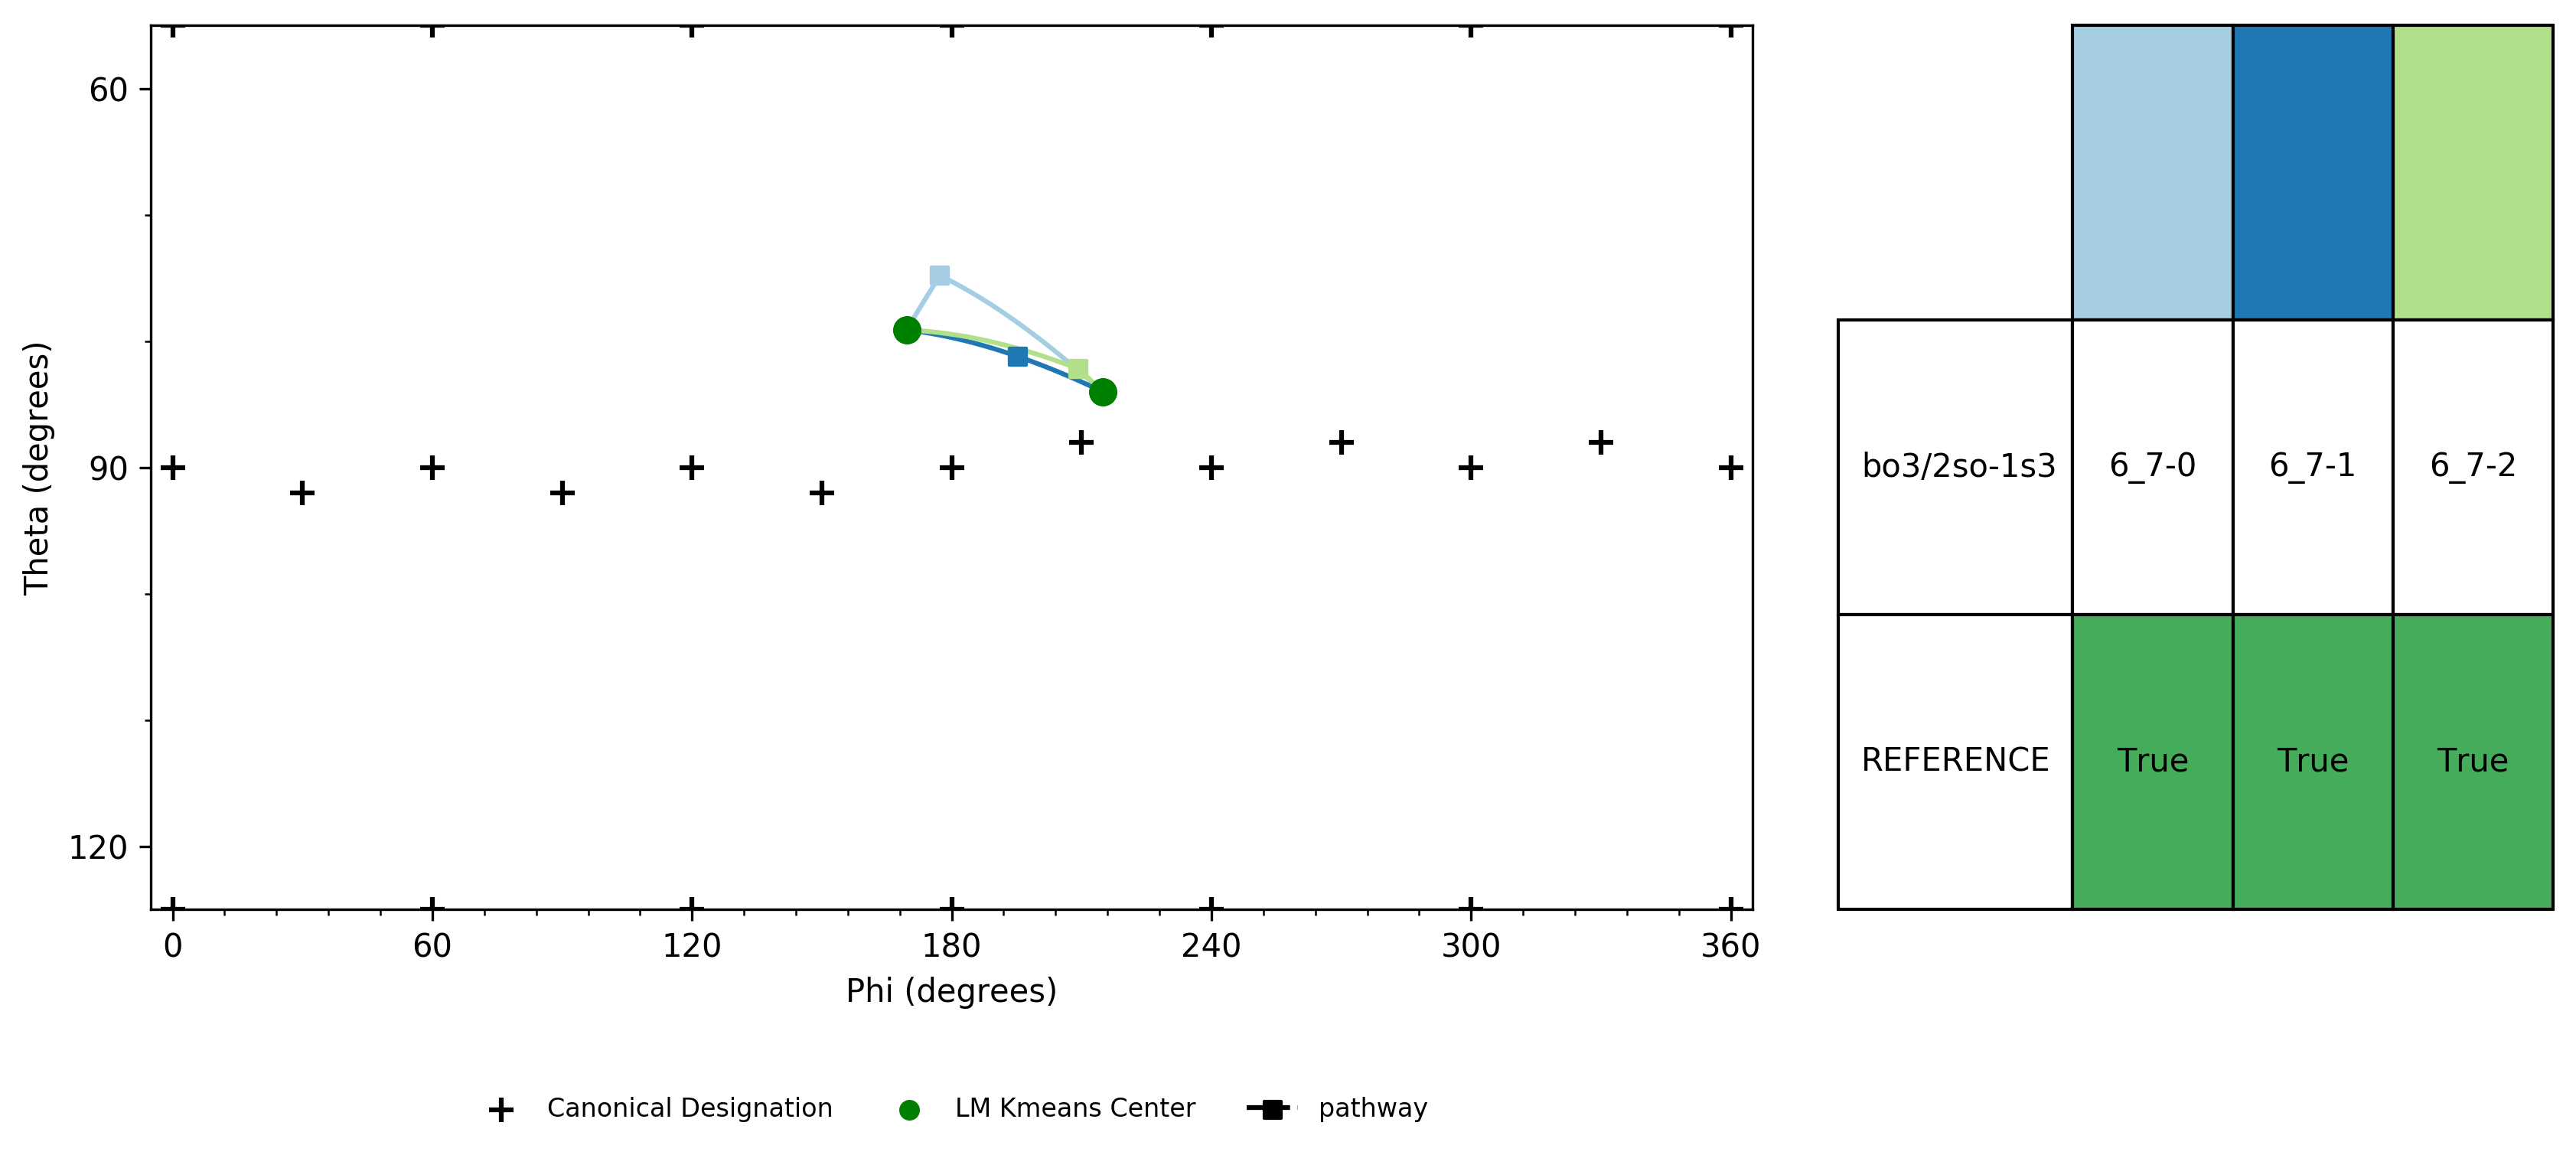 60
90
120
Theta (degrees)
0 60 120 180 240 300 360
Phi (degrees)
Canonical Designation LM Kmeans Center pathway
bo3/2so-1s3 6_7-0 6_7-1 6_7-2
REFERENCE True True True